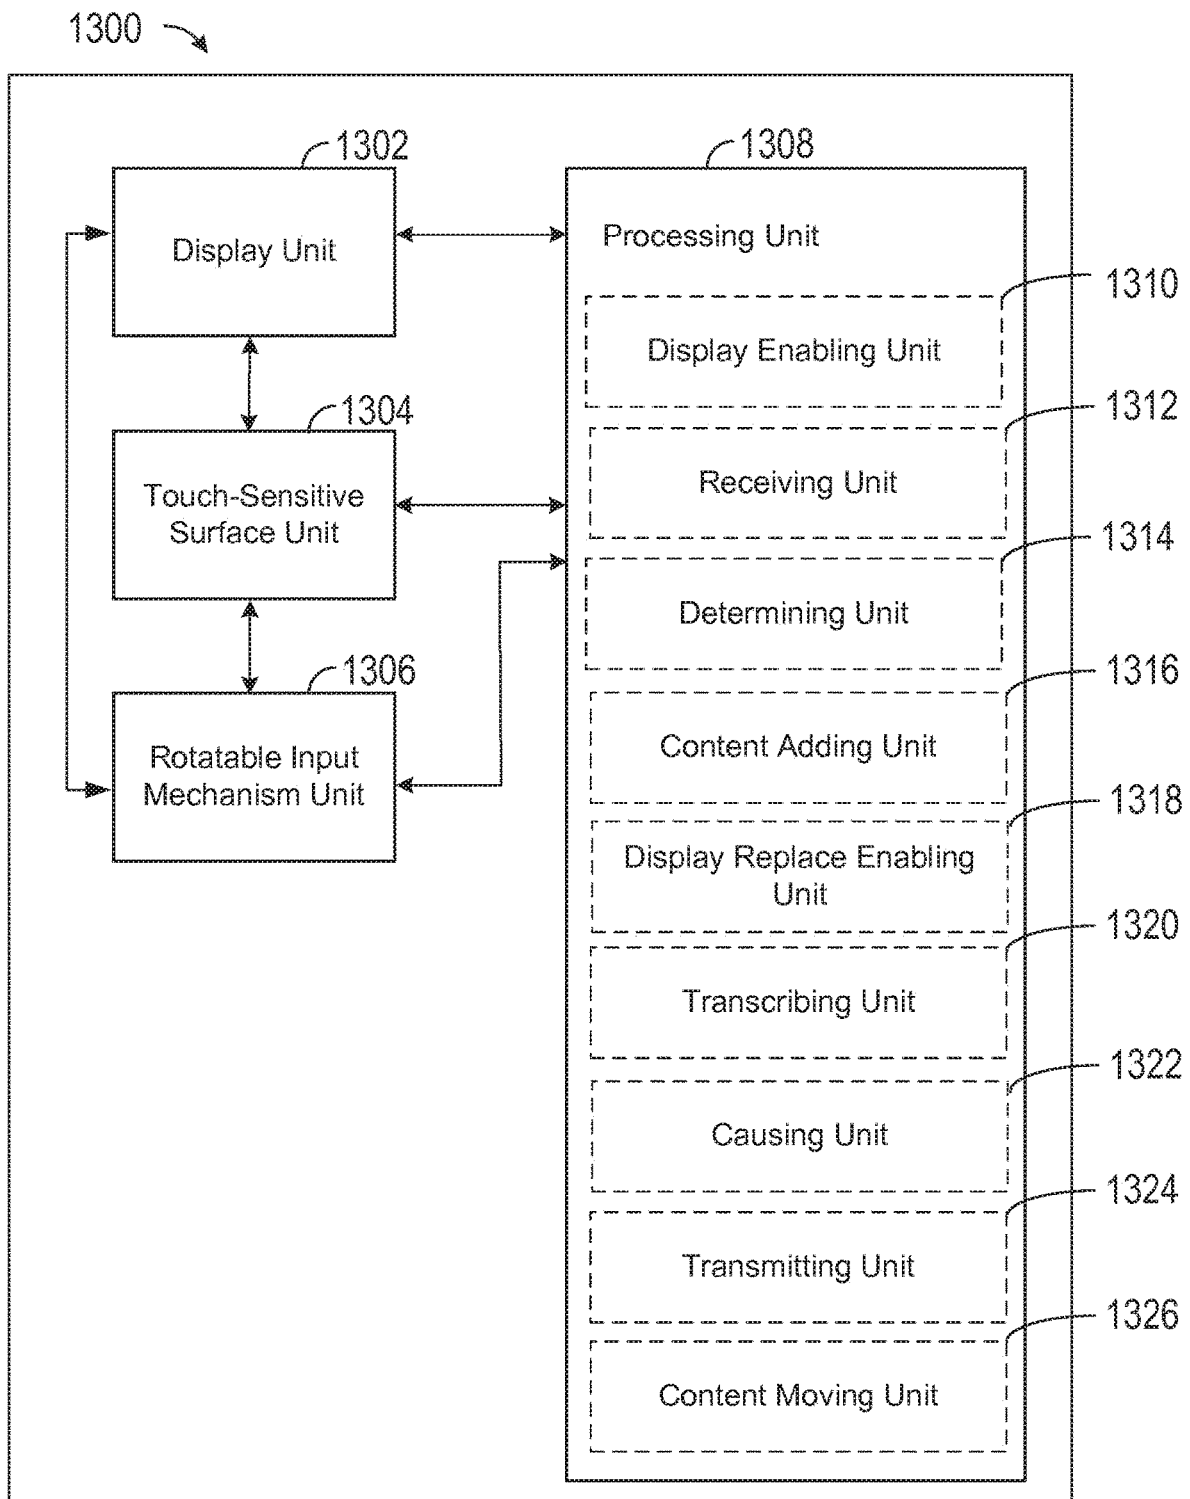 1300
1302
Display Unit
1304
Touch-Sensitive
Surface Unit
1306
Rotatable Input
Mechanism Unit
1308
Processing Unit
1310
Display Enabling Unit
1312
Receiving Unit
1314
Determining Unit
1316
Content Adding Unit
1318
Display Replace Enabling
Unit
1320
Transcribing Unit
1322
Causing Unit
1324
Transmitting Unit
1326
Content Moving Unit